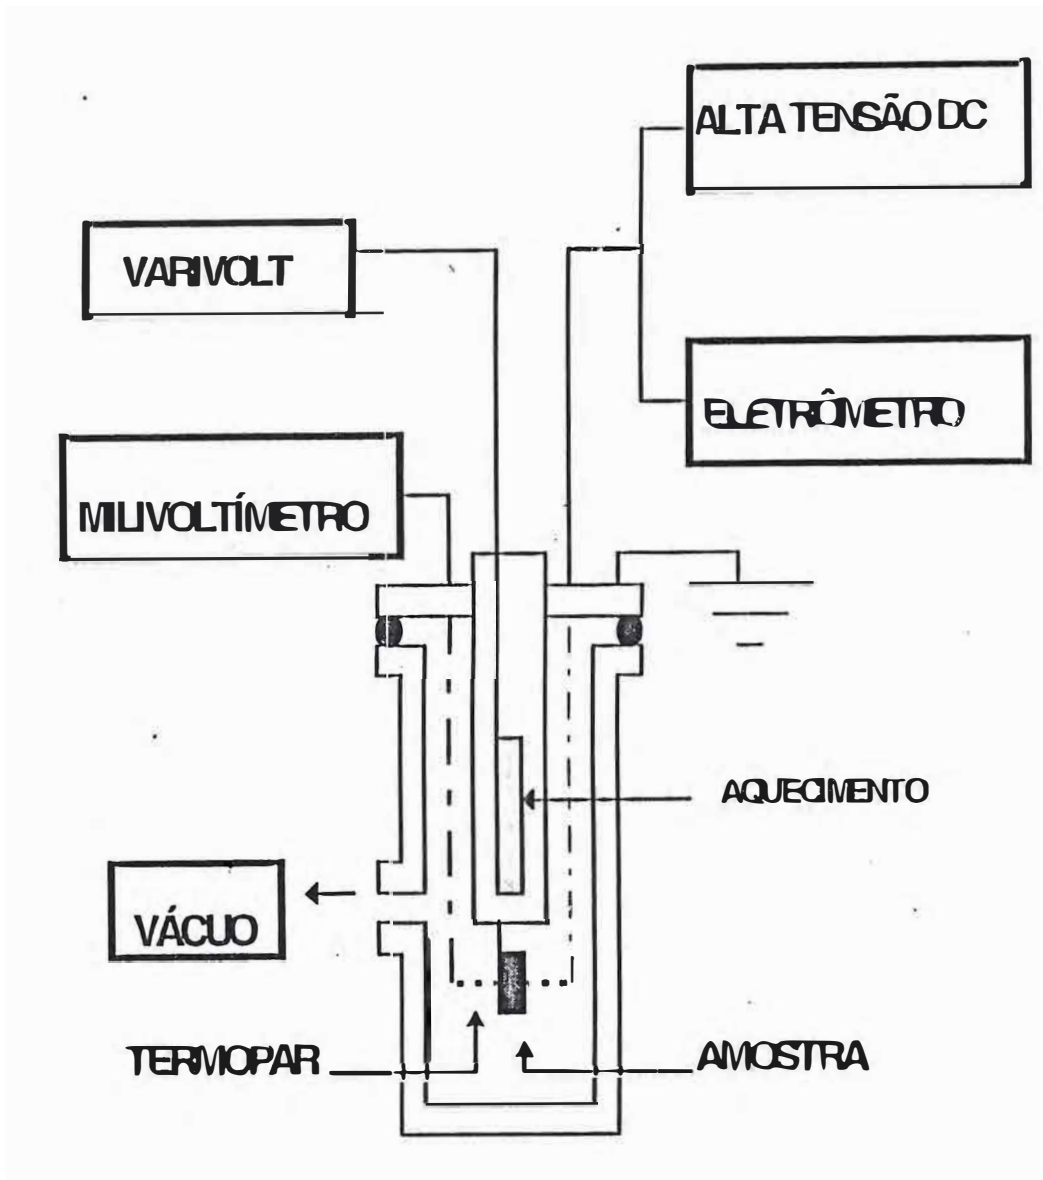 ALTA TENSÃO DC
VARIVOLT
ELETRÔMETRO
MILIVOLTÍMETRO
AQUECIMENTO
VÁCUO
TERMOPAR
AMOSTRA